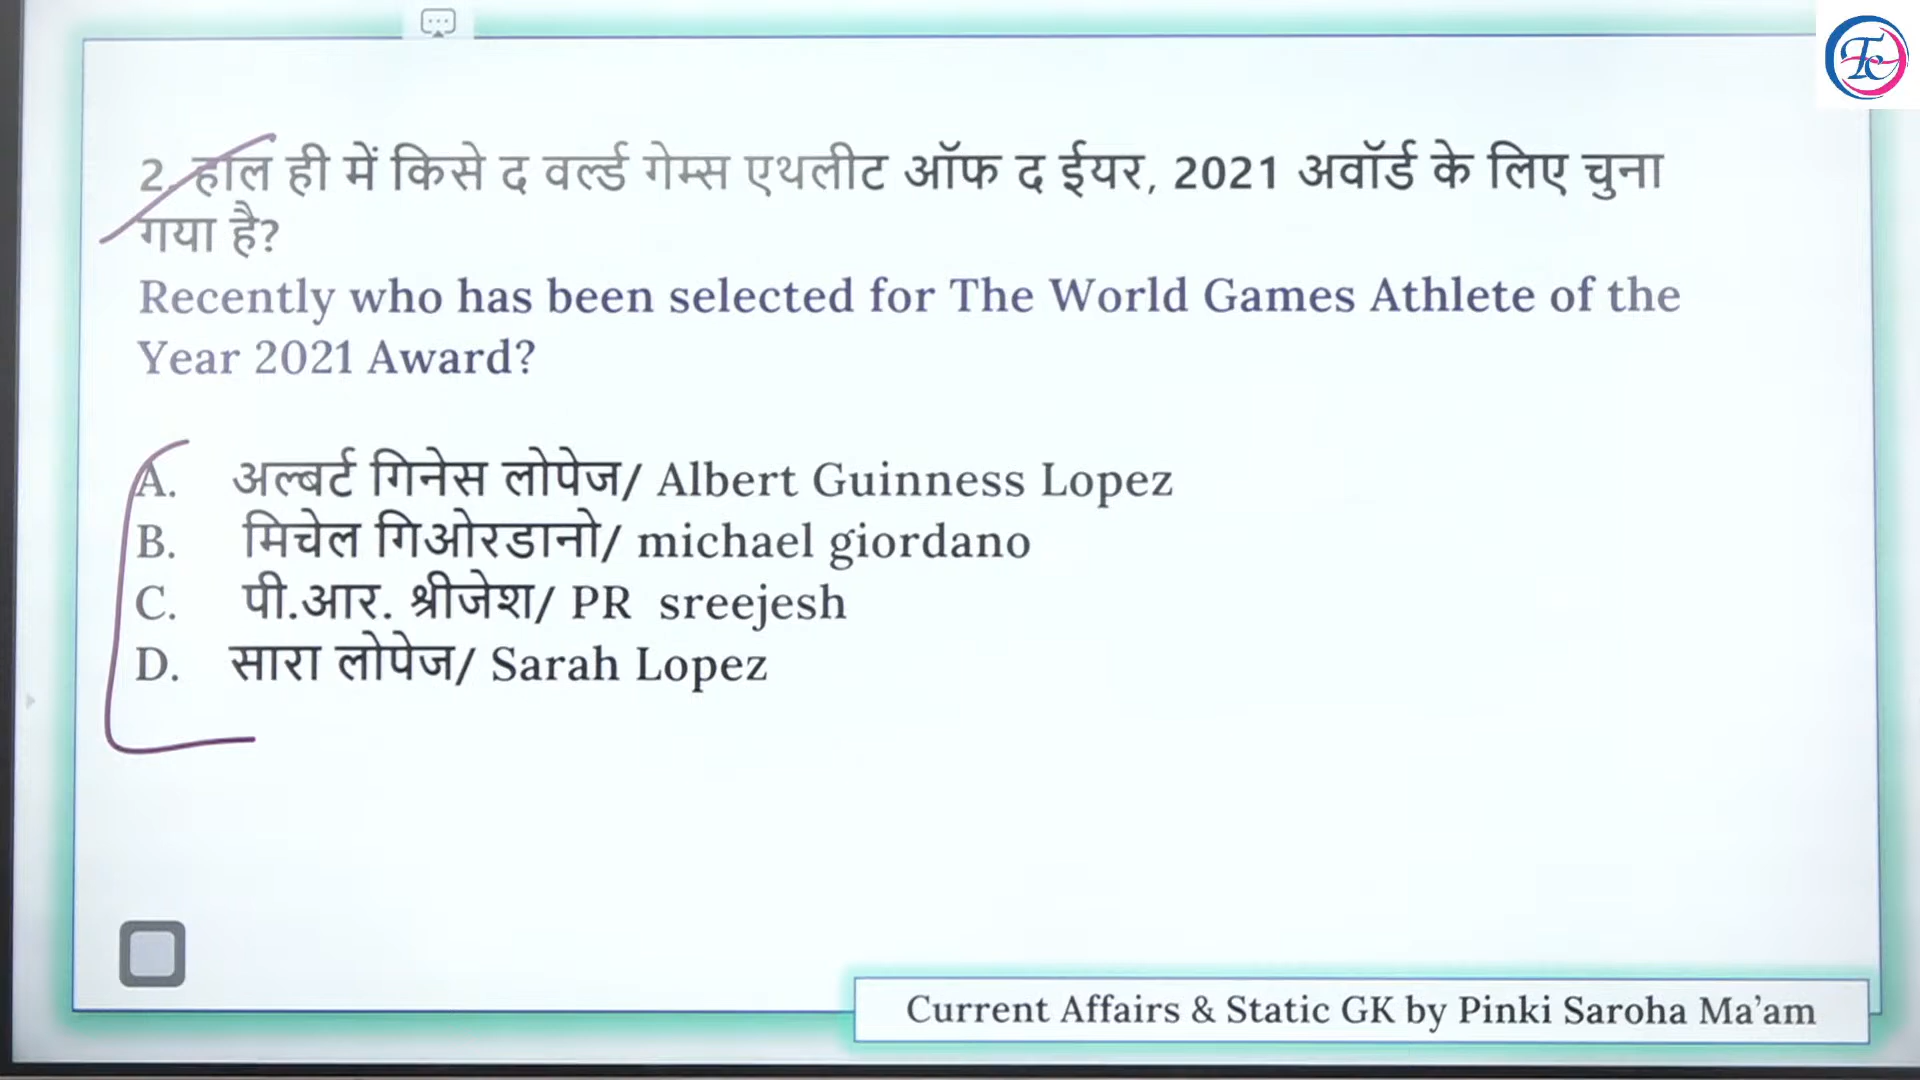 2. हाल ही में किसे द वर्ल्ड गेम्स एथलीट ऑफ द ईयर, 2021 अवॉर्ड के लिए चुना
गया है?
Recently who has been selected for The World Games Athlete of the
Year 2021 Award?
A. अल्बर्ट गिनेस लोपेज/ Albert Guinness Lopez
B. मिचेल गिओरडानो/ michael giordano
C. पी.आर. श्रीजेश/ PR sreejesh
D. सारा लोपेज/ Sarah Lopez
Current Affairs & Static GK by Pinki Saroha Ma’am
Tc